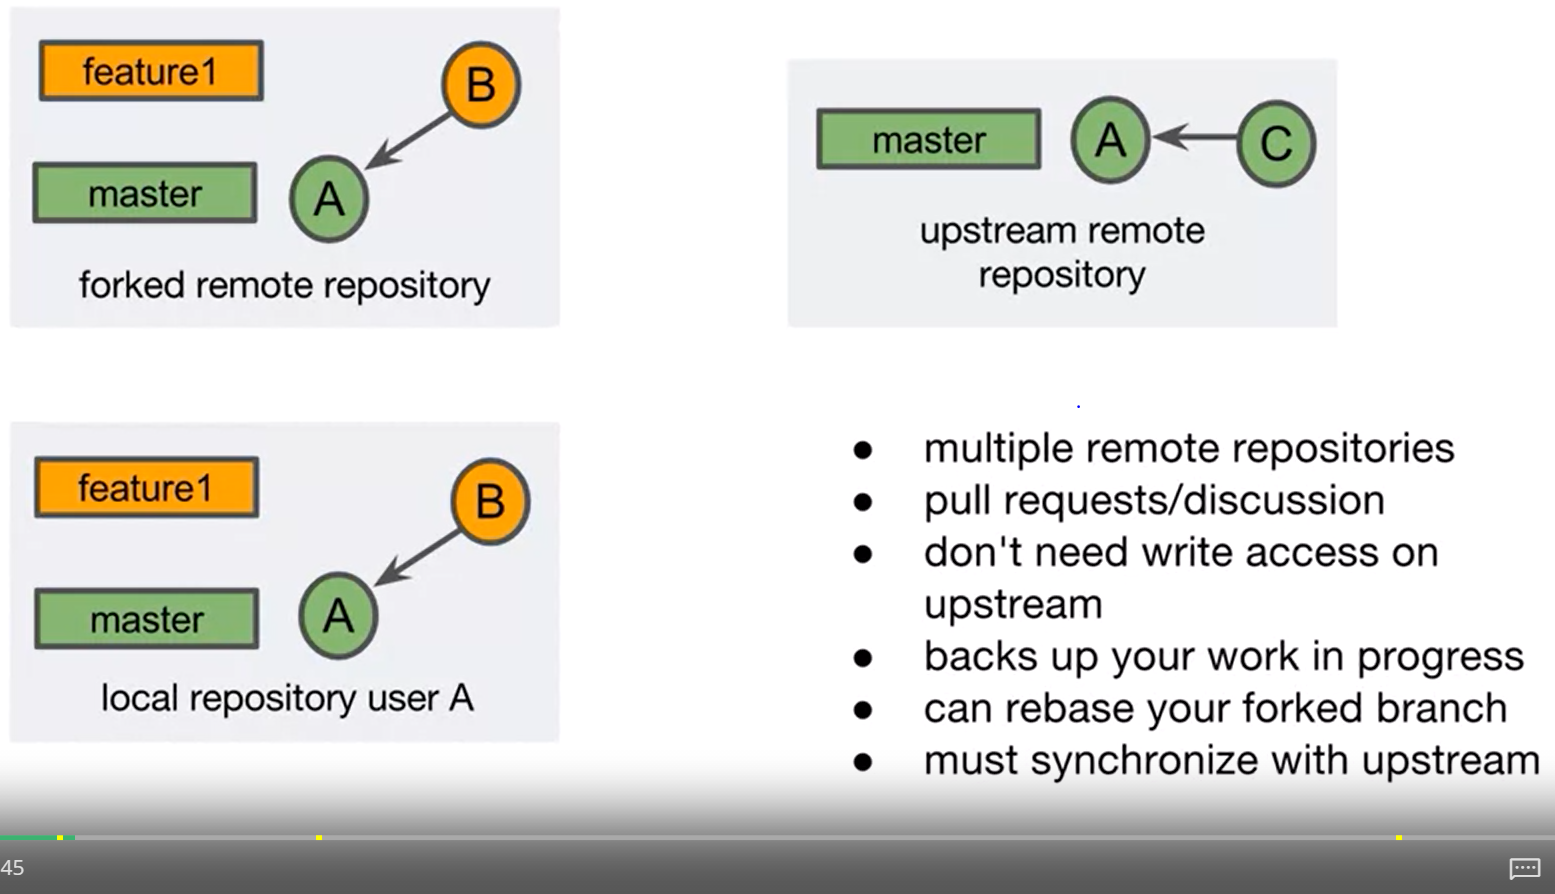 feature1
B
master
A
forked remote repository
master
A
C
upstream remote
repository
feature1
B
master
A
local repository user A
● multiple remote repositories
● pull requests/discussion
● don't need write access on
upstream
● backs up your work in progress
● can rebase your forked branch
● must synchronize with upstream
45